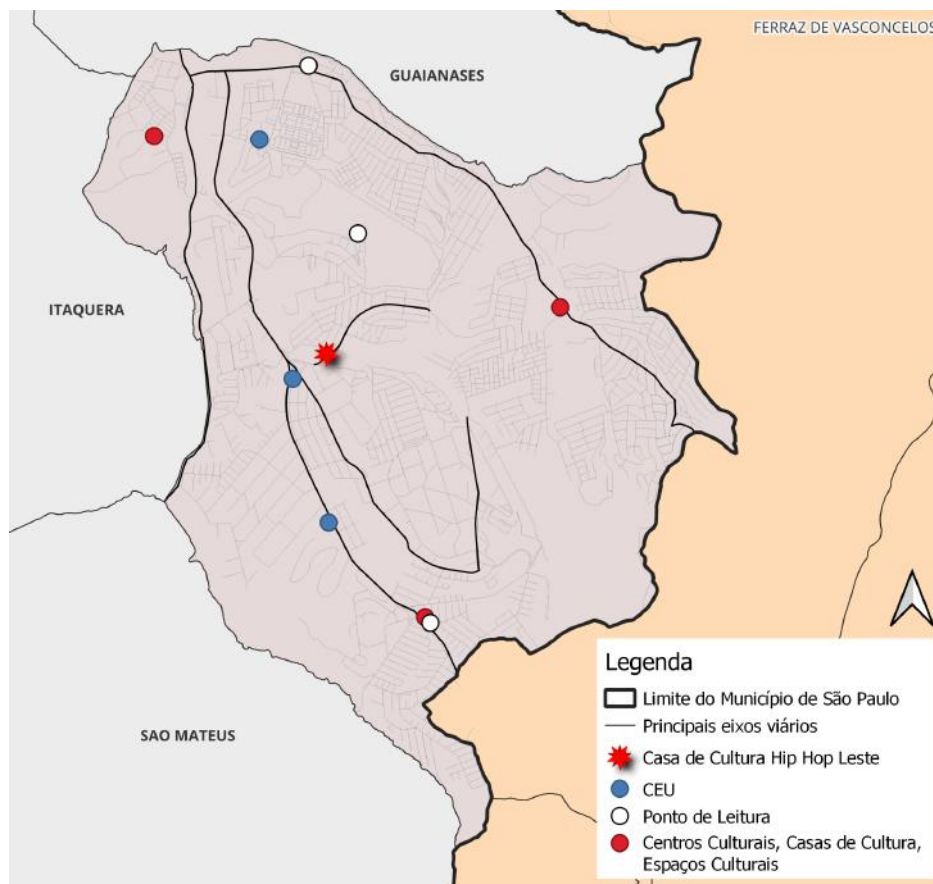 FERRAZ DE VASCONCELOS
GUAIANASES
ITAQUERA
SAO MATEUS
Legenda
Limite do Município de São Paulo
Principais eixos viários
Casa de Cultura Hip Hop Leste
CEU
Ponto de Leitura
Centros Culturais, Casas de Cultura,
Espaços Culturais